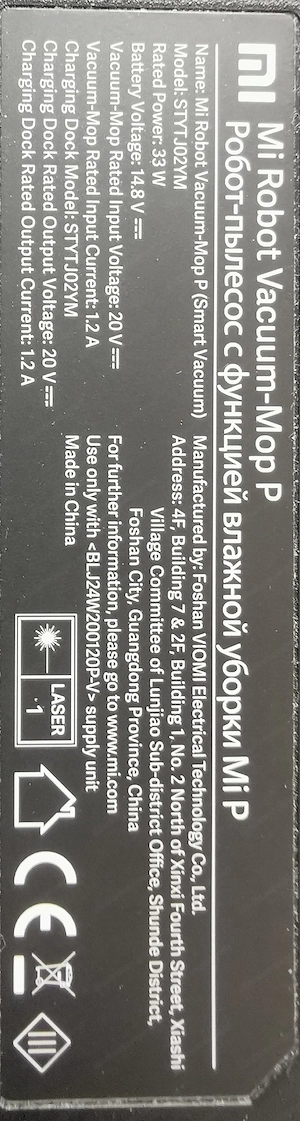 Mi Robot Vacuum-Mop P
Робот-пылесос с функцией влажной уборки Mi P
Name: Mi Robot Vacuum-Mop P (Smart Vacuum)
Model: STYTJ02YM
Rated Power: 33 W
Battery Voltage: 14.8 V ⎓
Vacuum-Mop Rated Input Voltage: 20 V ⎓
Vacuum-Mop Rated Input Current: 1.2 A
Charging Dock Model: STYTJ02YM
Charging Dock Rated Output Voltage: 20 V ⎓
Charging Dock Rated Output Current: 1.2 A
Manufactured by: Foshan VIOMI Electrical Technology Co., Ltd.
Address: 4F, Building 7 & 2F, Building 1, No. 2 North of Xinxi Fourth Street, Xiashi
Village Committee of Lunjiao Sub-district Office, Shunde District,
Foshan City, Guangdong Province, China
For further information, please go to www.mi.com
Use only with <BLJ24W200120P-V> supply unit
Made in China
LASER
1
CE